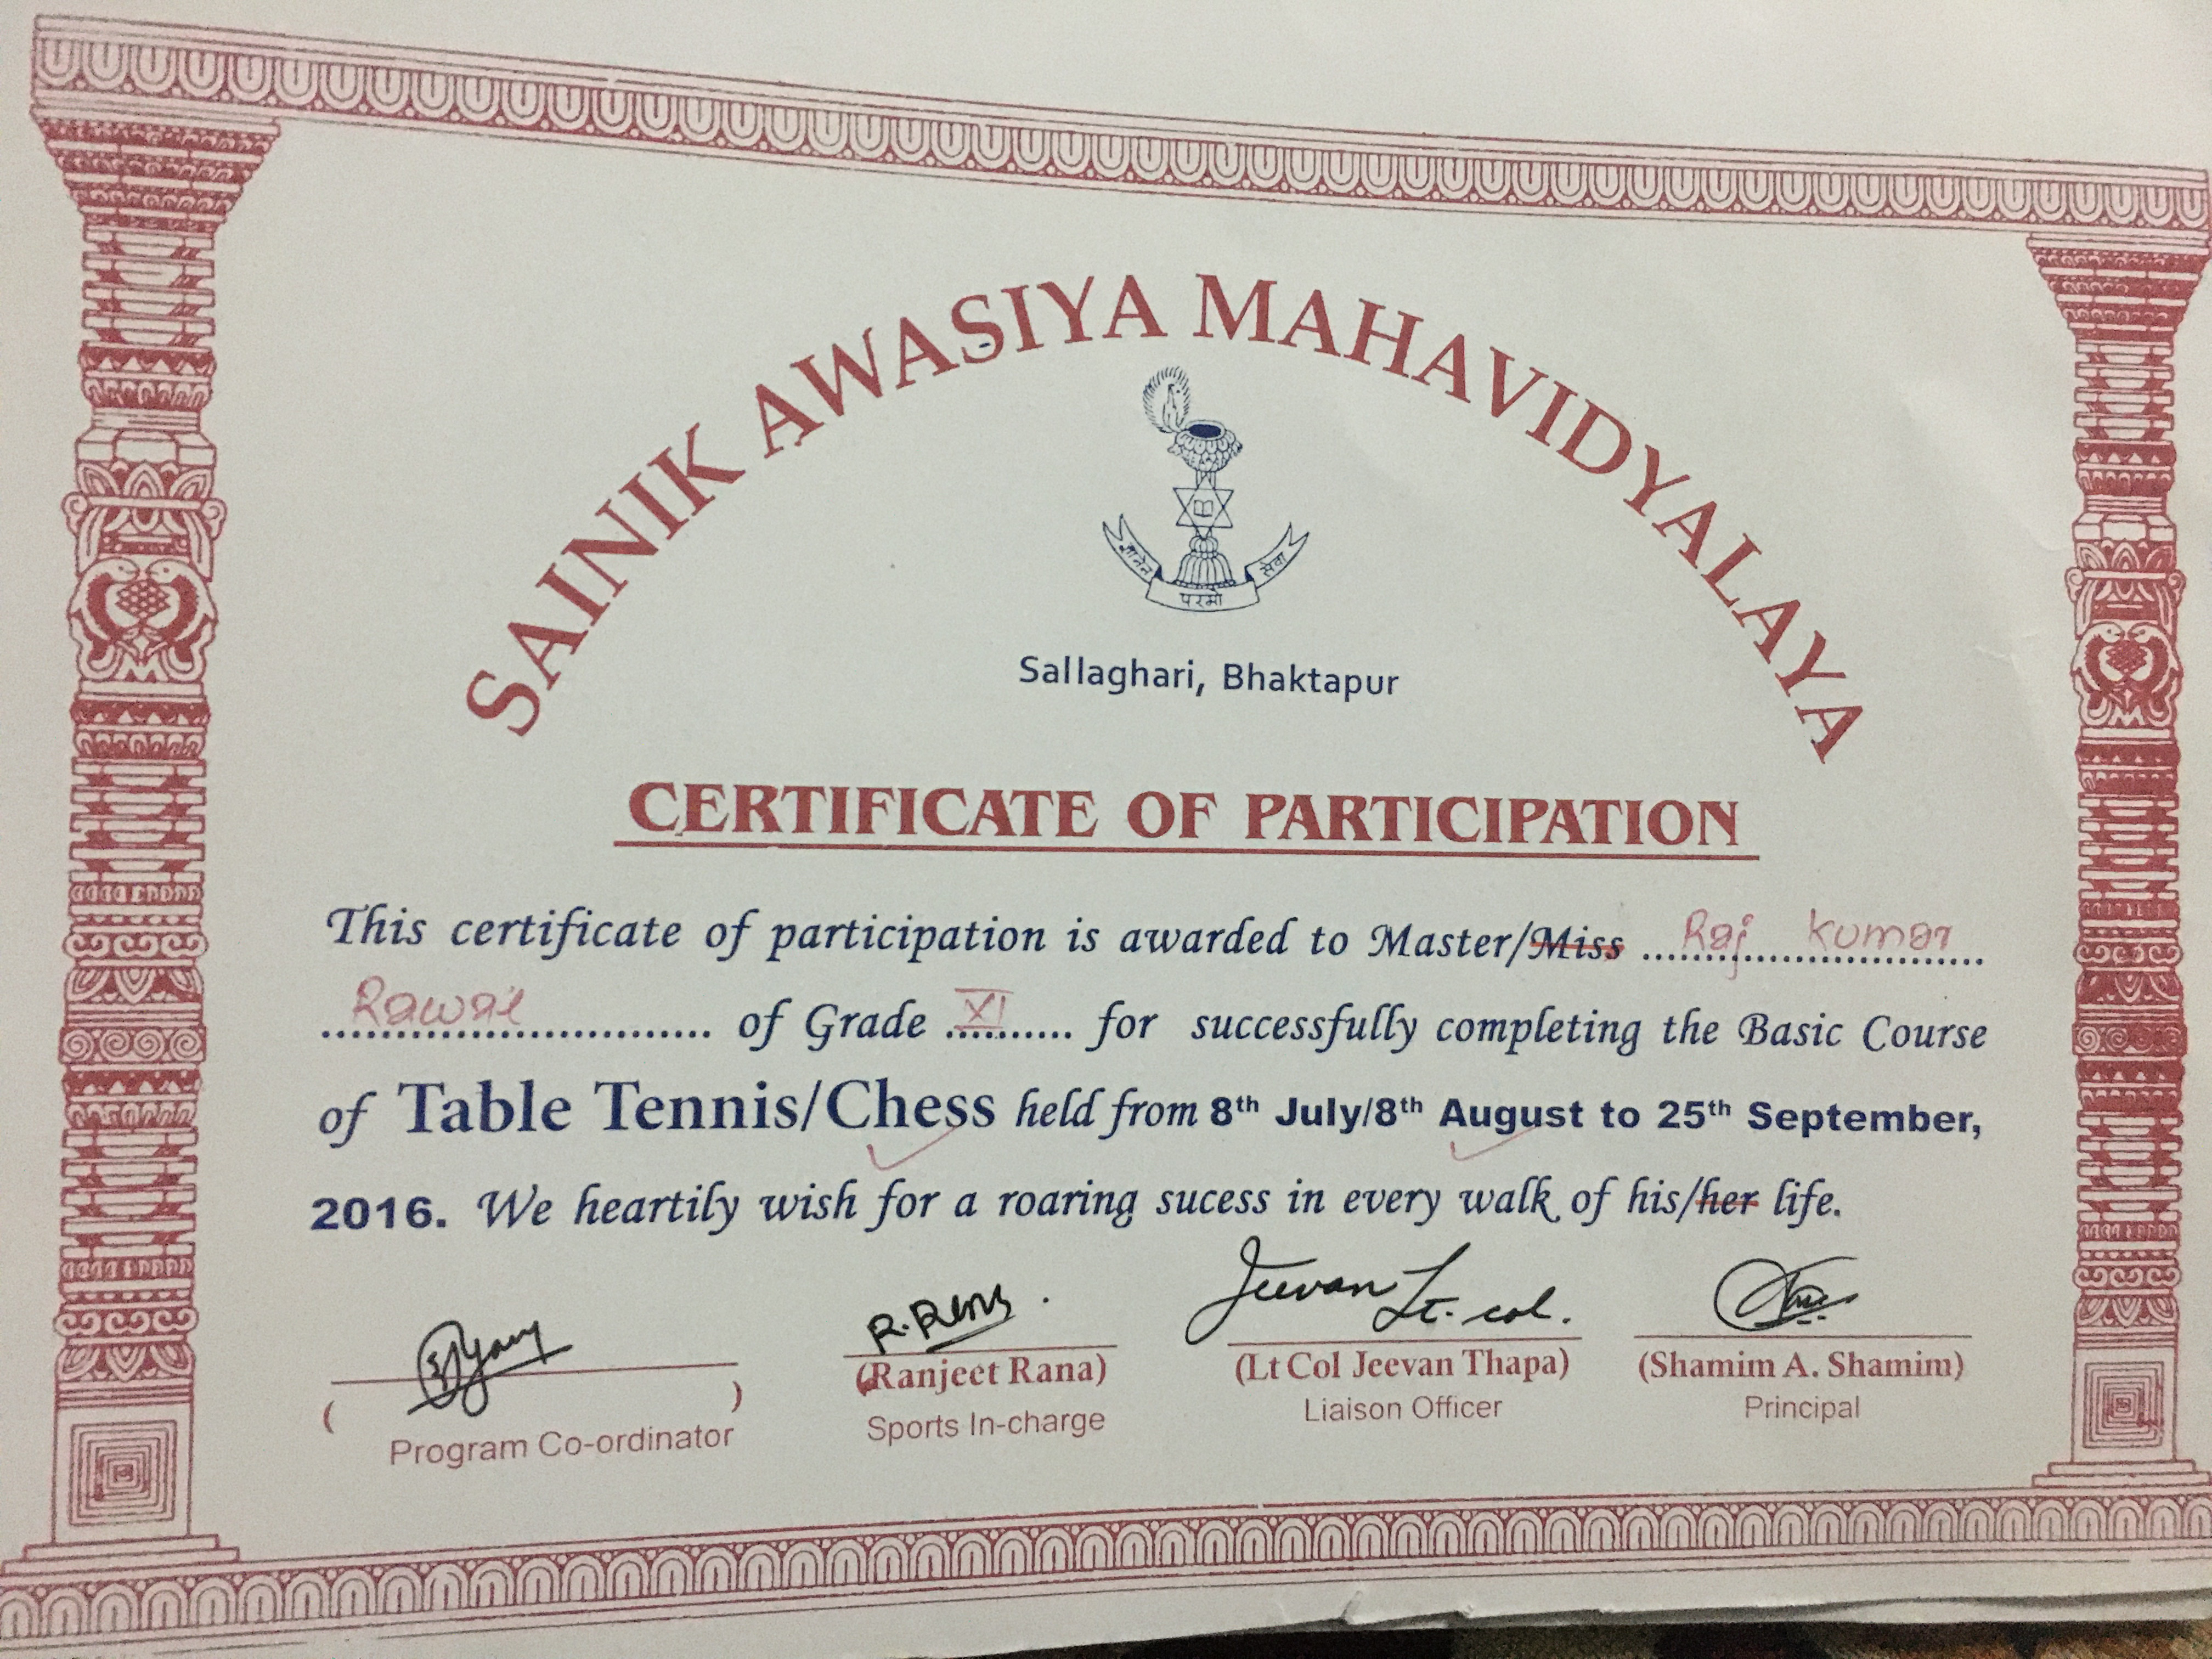 SAINIK AWASIYA MAHAVIDYALAYA
ज्ञानेन परमो सेवा
Sallaghari, Bhaktapur
CERTIFICATE OF PARTICIPATION
This certificate of participation is awarded to Master/Miss Raj Kumar
Rawat of Grade XI for successfully completing the Basic Course
of Table Tennis/Chess held from 8th July/8th August to 25th September,
2016. We heartily wish for a roaring sucess in every walk of his/her life.
R. Rana. Jeevan Lt. col.
( ) (Ranjeet Rana) (Lt Col Jeevan Thapa) (Shamim A. Shamim)
Program Co-ordinator Sports In-charge Liaison Officer Principal